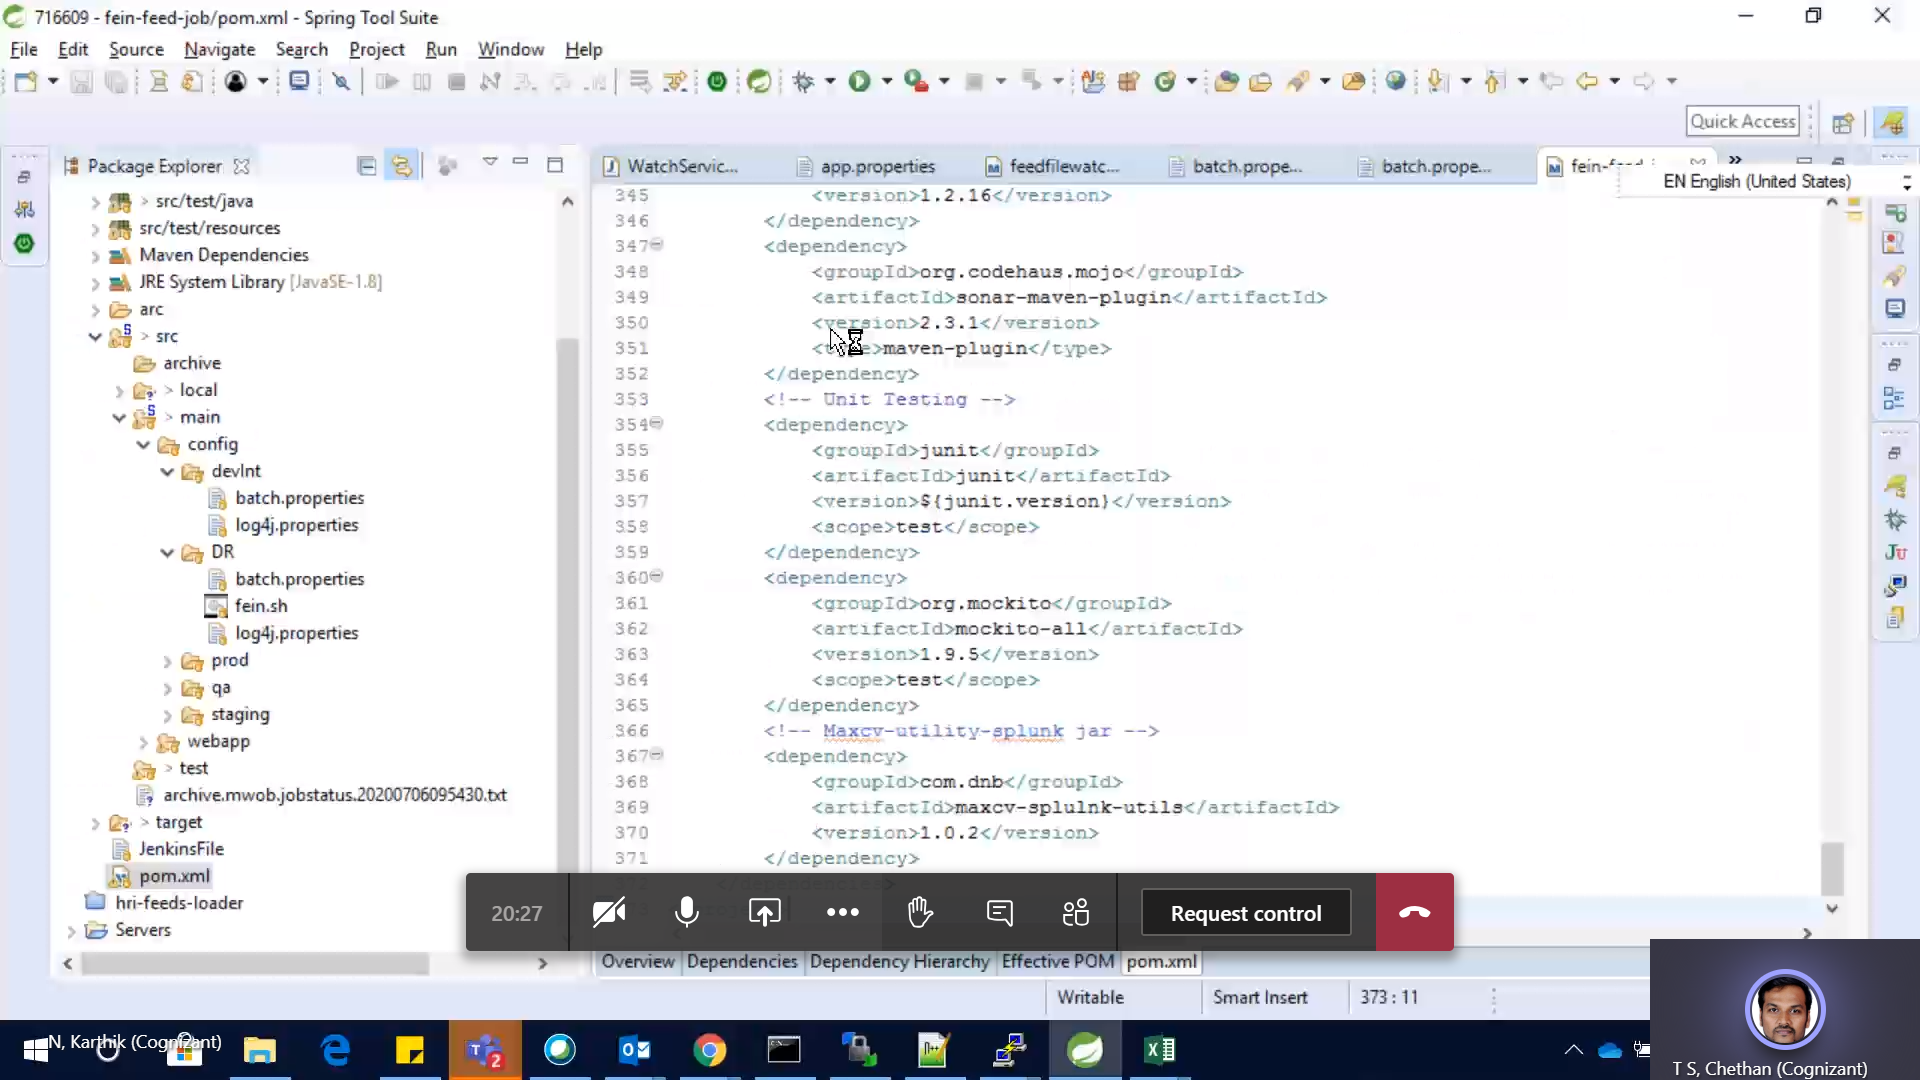 716609 - fein-feed-job/pom.xml - Spring Tool Suite
File Edit Source Navigate Search Project Run Window Help
Quick Access
Package Explorer
WatchServic...
app.properties
feedfilewatc...
batch.prope...
batch.prope...
EN English (United States)
> src/test/java
src/test/resources
Maven Dependencies
JRE System Library [JavaSE-1.8]
arc
> src
archive
> local
> main
config
devInt
batch.properties
log4j.properties
DR
batch.properties
fein.sh
log4j.properties
prod
qa
staging
webapp
> test
archive.mwob.jobstatus.20200706095430.txt
> target
JenkinsFile
pom.xml
hri-feeds-loader
Servers
345 <version>1.2.16</version>
346 </dependency>
347 <dependency>
348 <groupId>org.codehaus.mojo</groupId>
349 <artifactId>sonar-maven-plugin</artifactId>
350 <version>2.3.1</version>
351 <type>maven-plugin</type>
352 </dependency>
353 <!-- Unit Testing -->
354 <dependency>
355 <groupId>junit</groupId>
356 <artifactId>junit</artifactId>
357 <version>${junit.version}</version>
358 <scope>test</scope>
359 </dependency>
360 <dependency>
361 <groupId>org.mockito</groupId>
362 <artifactId>mockito-all</artifactId>
363 <version>1.9.5</version>
364 <scope>test</scope>
365 </dependency>
366 <!-- Maxcv-utility-splunk jar -->
367 <dependency>
368 <groupId>com.dnb</groupId>
369 <artifactId>maxcv-splulnk-utils</artifactId>
370 <version>1.0.2</version>
371 </dependency>
20:27
Request control
Overview Dependencies Dependency Hierarchy Effective POM pom.xml
Writable Smart Insert 373 : 11
N, Karthik (Cognizant)
T S, Chethan (Cognizant)